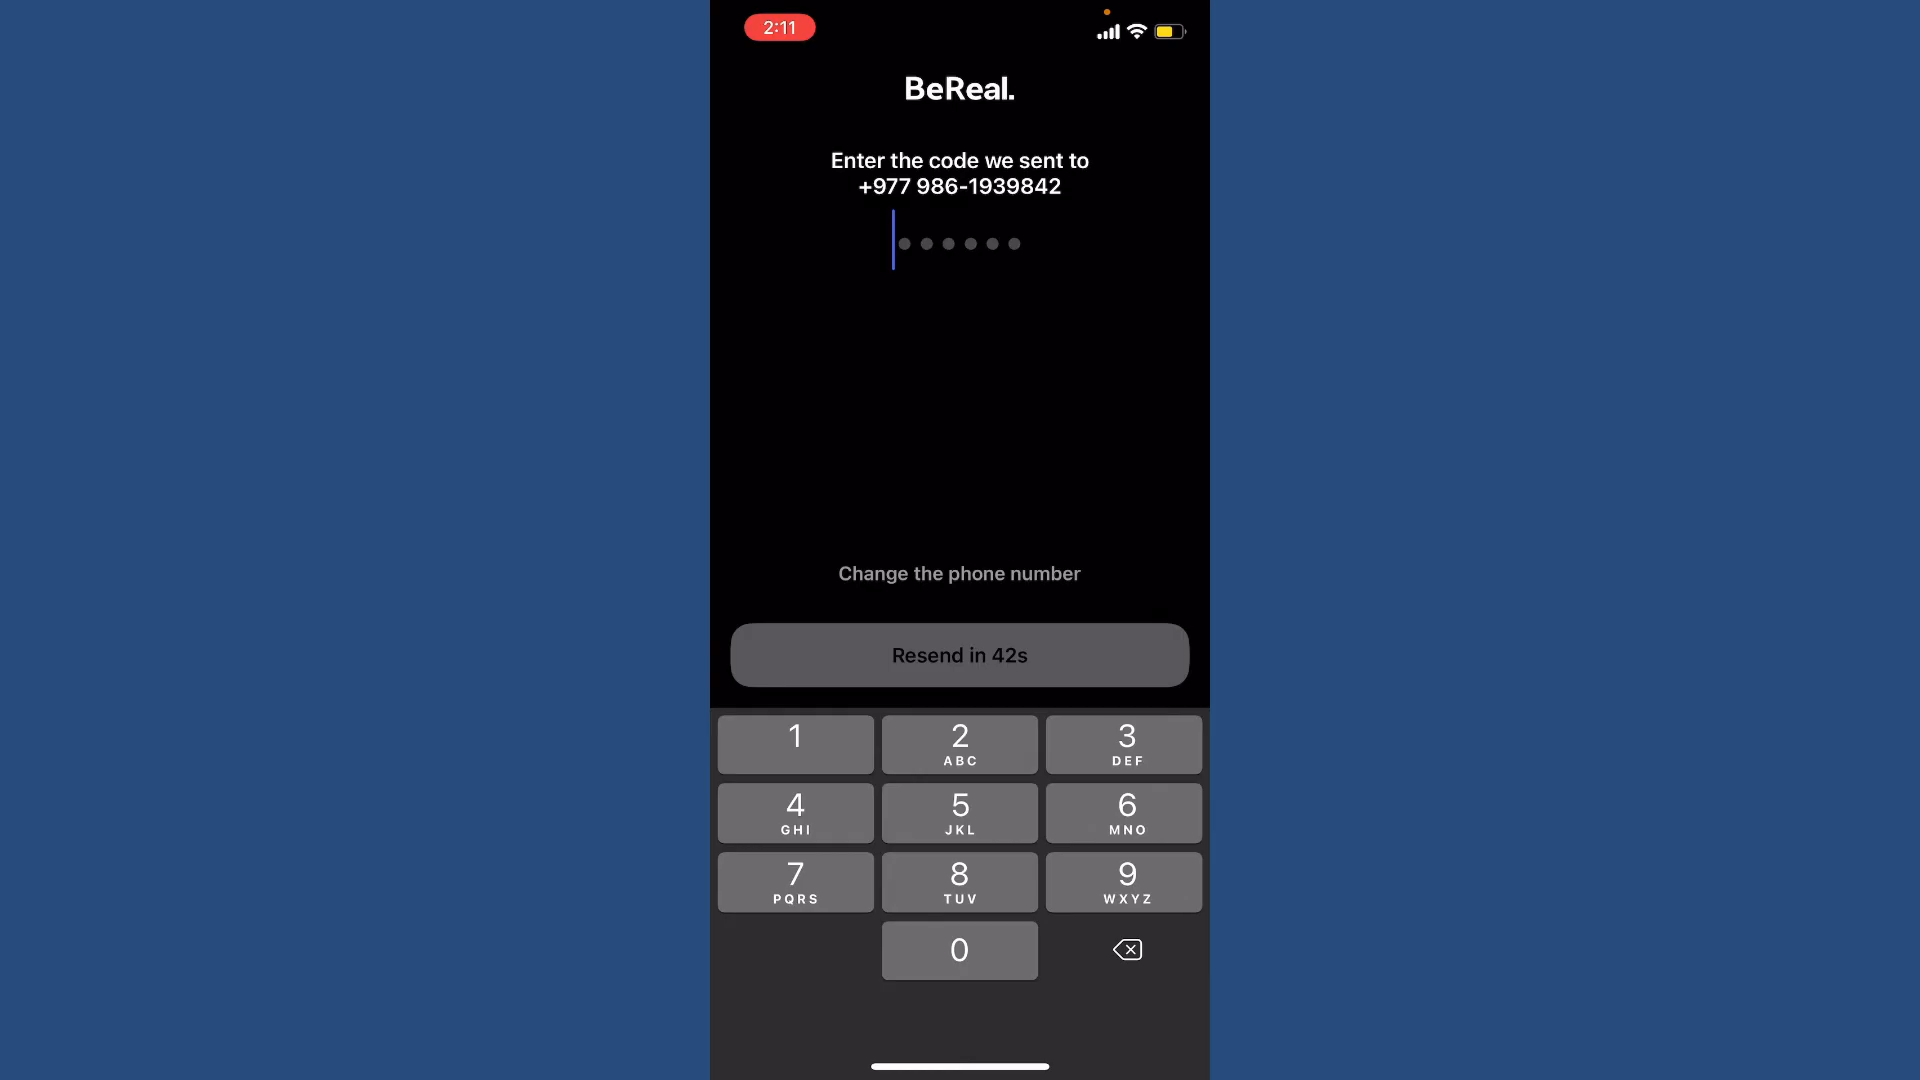 2:11
BeReal.
Enter the code we sent to
+977 986-1939842
Change the phone number
Resend in 42s
1
2
ABC
3
DEF
4
GHI
5
JKL
6
MNO
7
PQRS
8
TUV
9
WXYZ
0